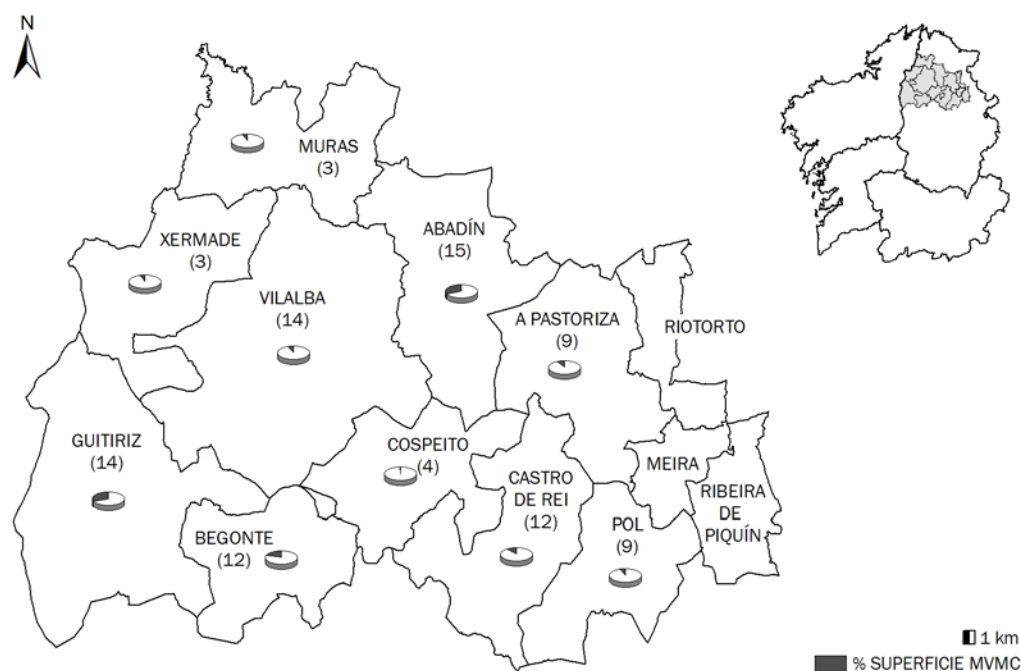 N
MURAS
(3)
XERMADE
(3)
ABADÍN
(15)
VILALBA
(14)
A PASTORIZA
(9)
RIOTORTO
GUITIRIZ
(14)
COSPEITO
(4)
CASTRO
DE REI
(12)
MEIRA
RIBEIRA
DE
PIQUÍN
BEGONTE
(12)
POL
(9)
1 km
% SUPERFICIE MVMC